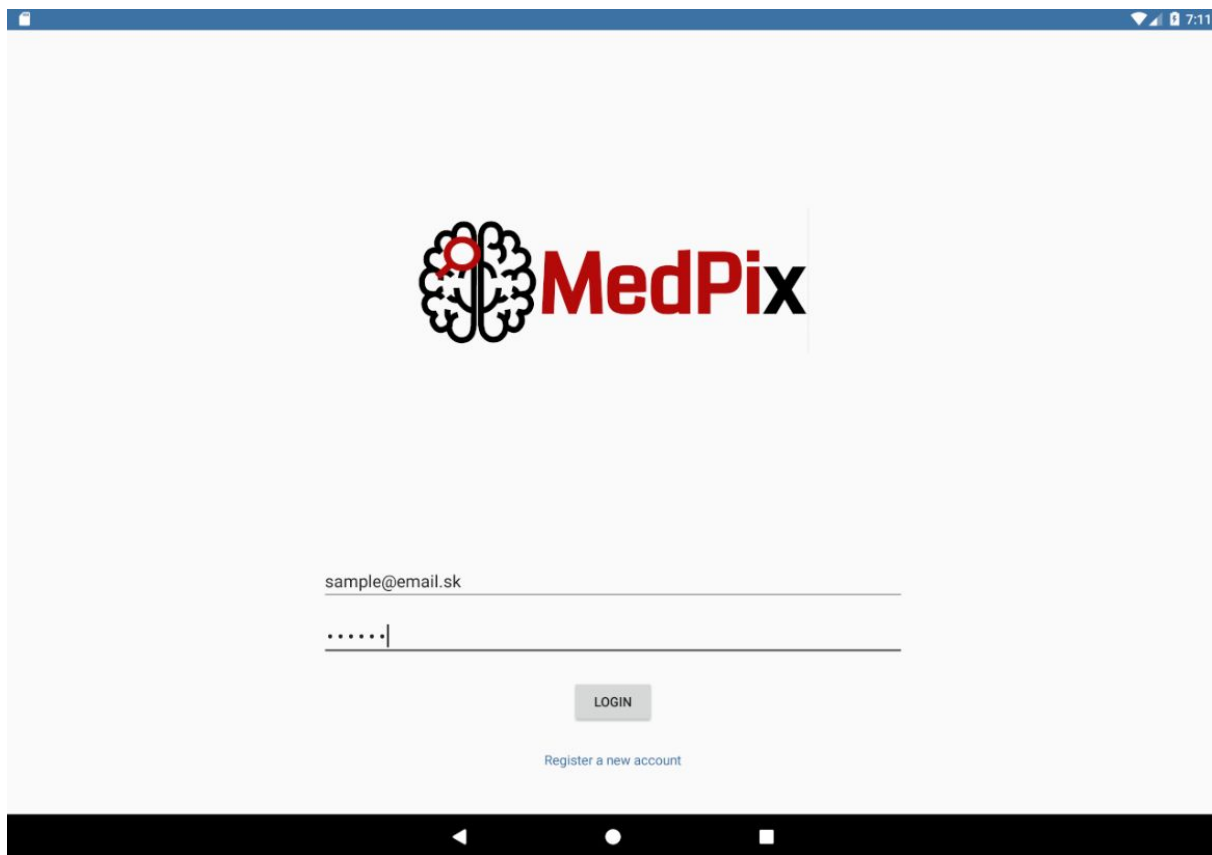 7:11
MedPix
sample@email.sk
••••••
LOGIN
Register a new account